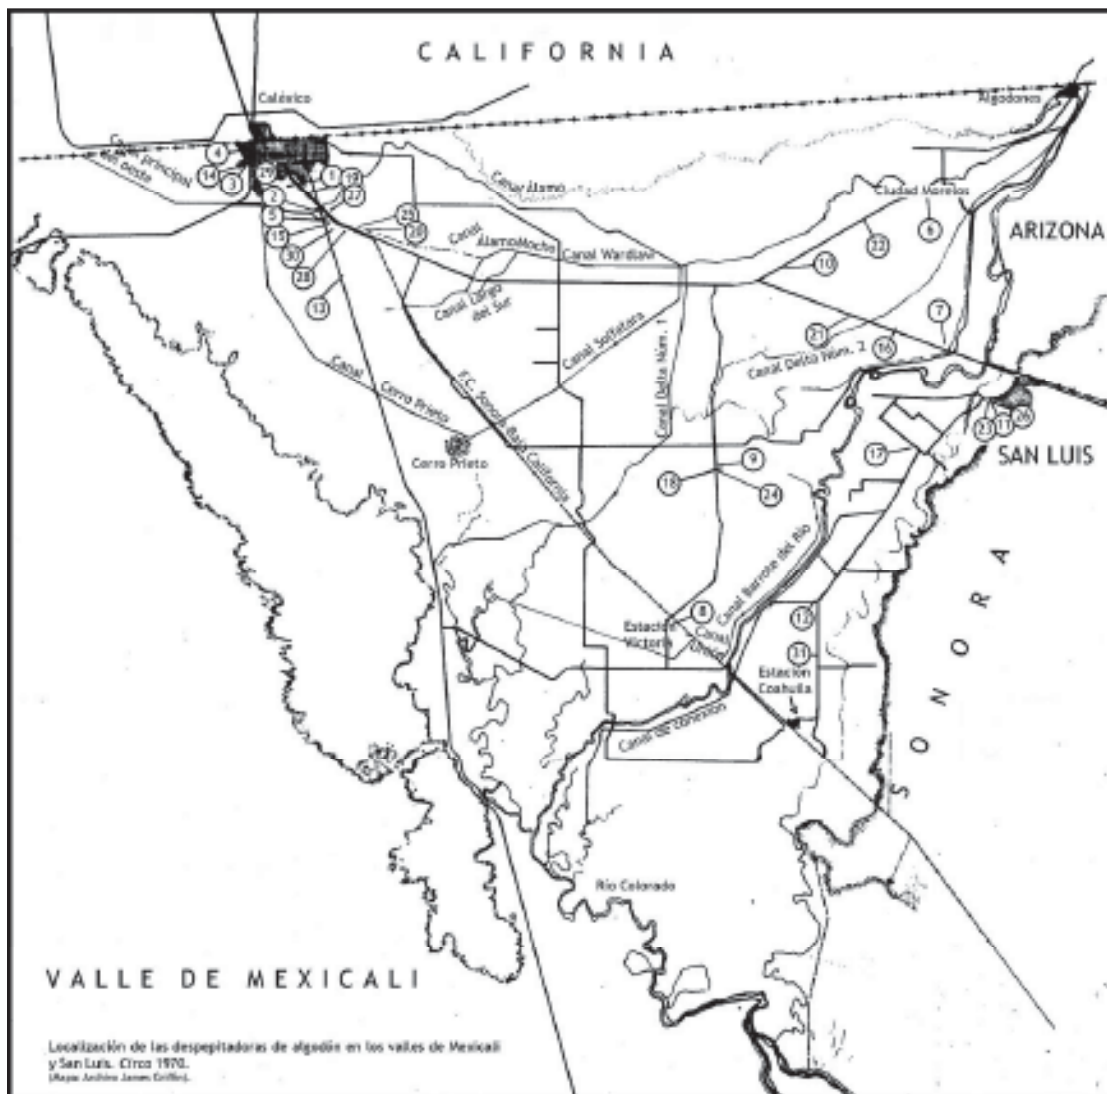 CALIFORNIA
Caléxico
Algodones
Canal principal
del oeste
4
14
3
29
1
19
2
27
5
15
30
28
13
25
20
Canal Álamo
Ciudad Morelos
6
ARIZONA
Canal
Álamo Mocho
Canal Wardlaw
22
10
Canal Largo
del Sur
Canal Solfatara
Canal Delta Núm. 1
21
16
7
Canal Delta Núm. 2
Canal
Cerro Prieto
Cerro Prieto
F.C. Sonora-Baja California
23
11
26
SAN LUIS
17
9
18
24
SONORA
Canal Barrote del Río
8
Estación
Victoria
Canal
12
31
Estación
Coahuila
Canal de conexión
Río Colorado
VALLE DE MEXICALI
Localización de las despepitadoras de algodón en los valles de Mexicali
y San Luis. Circa 1970.
(Mapa: Archivo James Griffin).